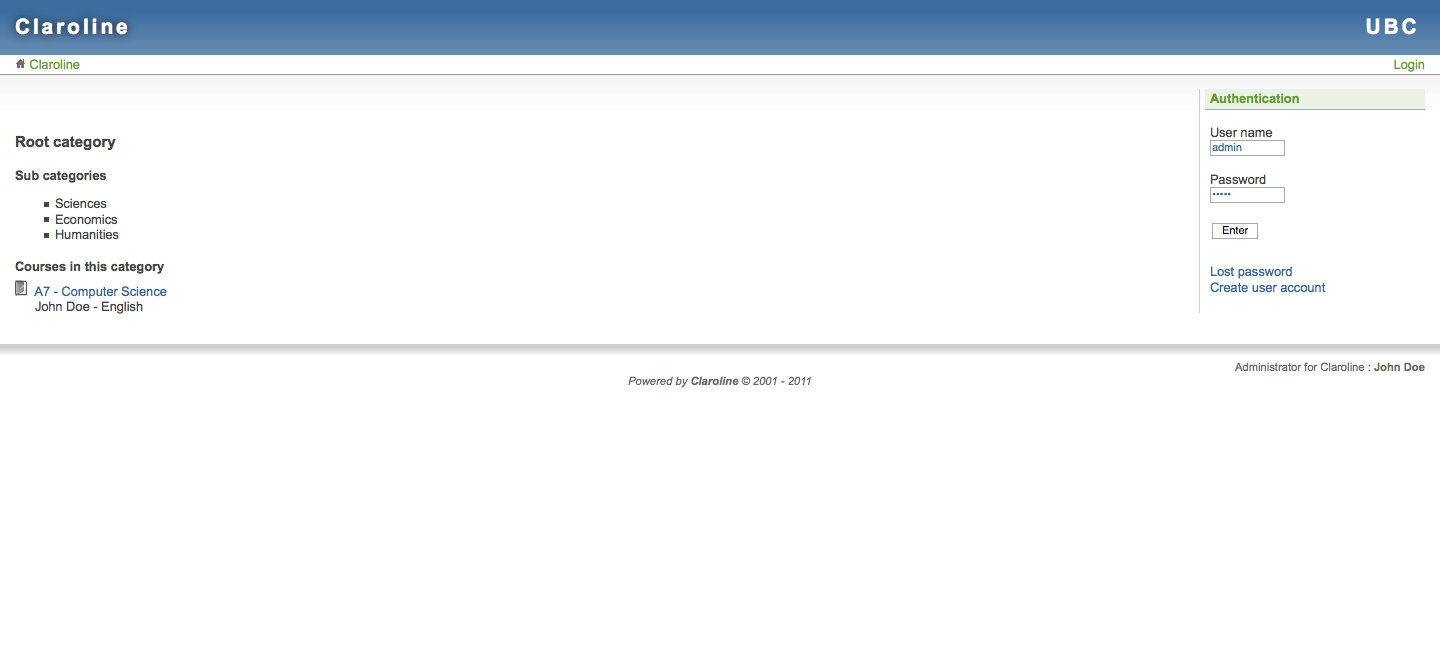 Claroline
UBC
Claroline
Login
Root category
Sub categories
Sciences
Economics
Humanities
Courses in this category
A7 - Computer Science
John Doe - English
Authentication
User name
admin
Password
•••••
Enter
Lost password
Create user account
Administrator for Claroline : John Doe
Powered by Claroline © 2001 - 2011